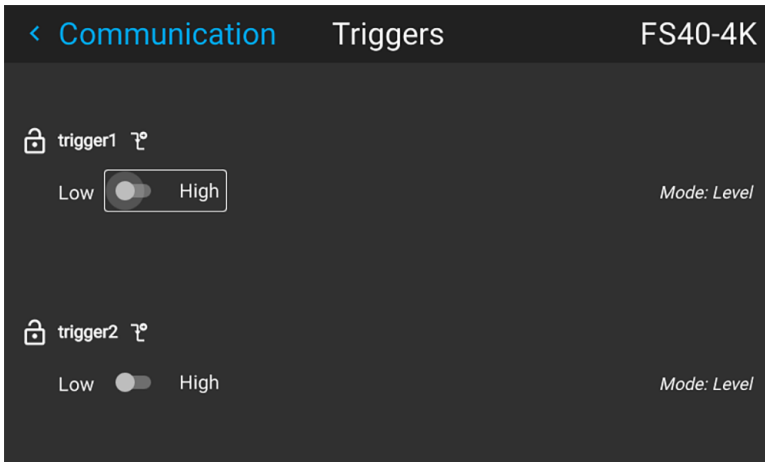 Communication Triggers FS40-4K
trigger1
Low High Mode: Level
trigger2
Low High Mode: Level